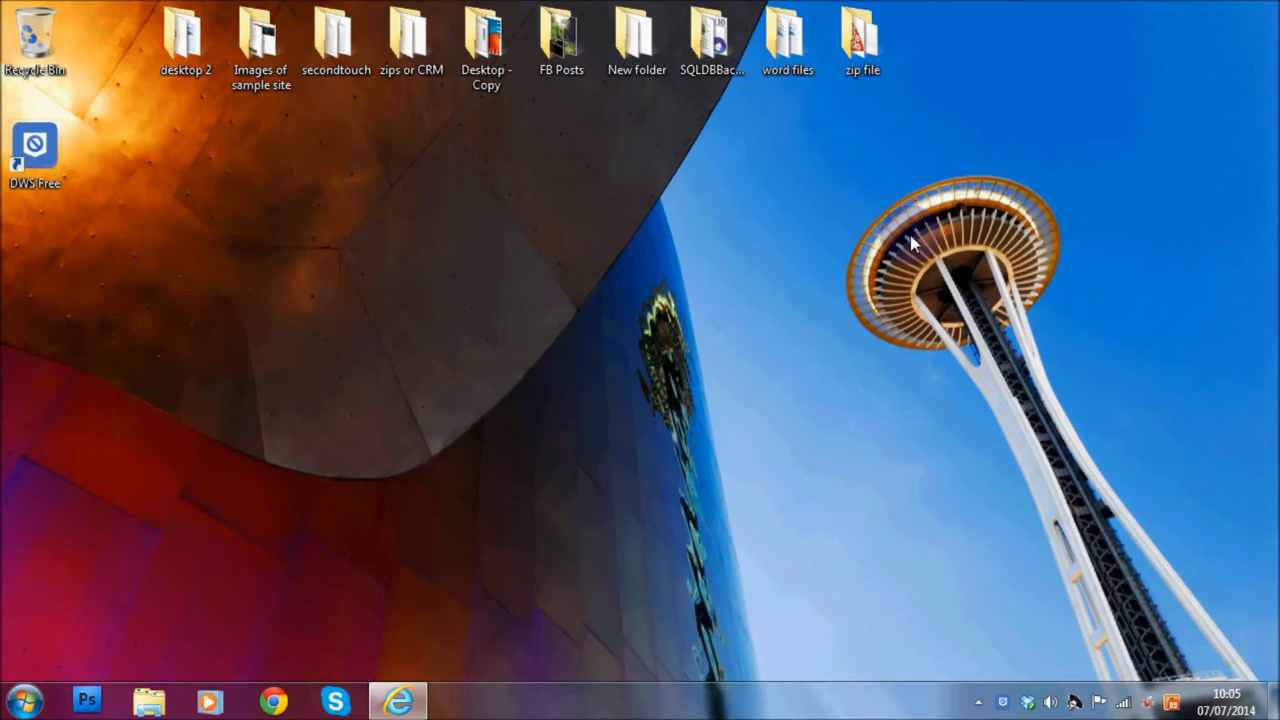 Recycle Bin
desktop 2
Images of
sample site
secondtouch
zips or CRM
Desktop -
Copy
FB Posts
New folder
SQLDBBac...
word files
zip file
DWS Free
Ps
10:05
07/07/2014